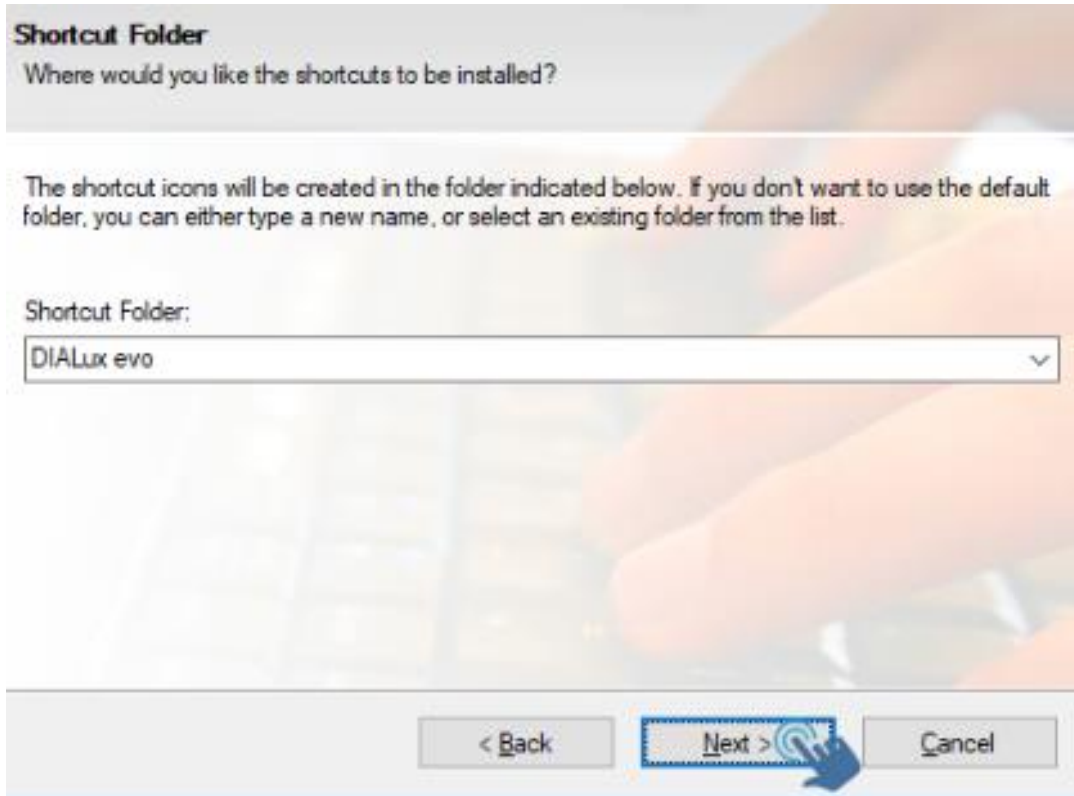 Shortcut Folder
Where would you like the shortcuts to be installed?
The shortcut icons will be created in the folder indicated below. If you don't want to use the default
folder, you can either type a new name, or select an existing folder from the list.
Shortcut Folder:
DIALux evo
< Back
Next >
Cancel